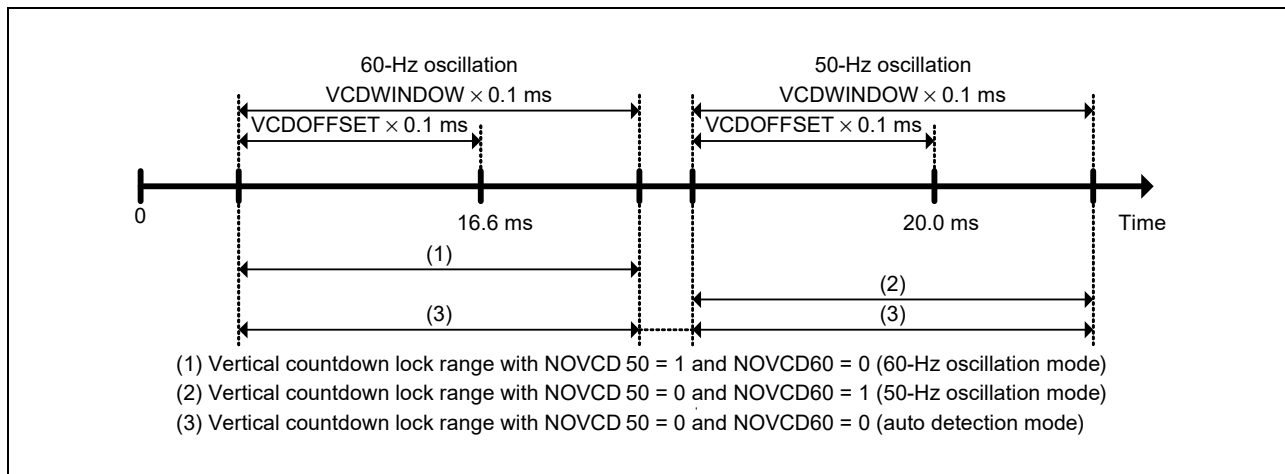 60-Hz oscillation
50-Hz oscillation
VCDWINDOW × 0.1 ms
VCDWINDOW × 0.1 ms
VCDOFFSET × 0.1 ms
VCDOFFSET × 0.1 ms
0
16.6 ms
20.0 ms
Time
(1)
(2)
(3)
(3)
(1) Vertical countdown lock range with NOVCD 50 = 1 and NOVCD60 = 0 (60-Hz oscillation mode)
(2) Vertical countdown lock range with NOVCD 50 = 0 and NOVCD60 = 1 (50-Hz oscillation mode)
(3) Vertical countdown lock range with NOVCD 50 = 0 and NOVCD60 = 0 (auto detection mode)